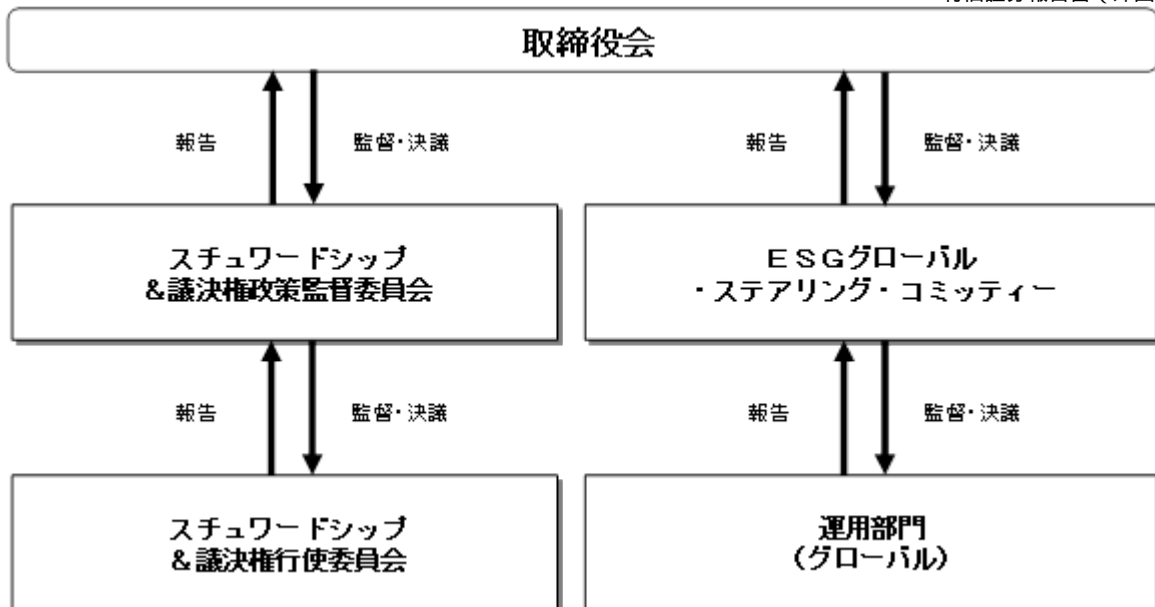 取締役会
報告
監督・決議
報告
監督・決議
スチュワードシップ
&議決権政策監督委員会
ESGグローバル
・ステアリング・コミッティー
報告
監督・決議
報告
監督・決議
スチュワードシップ
&議決権行使委員会
運用部門
(グローバル)